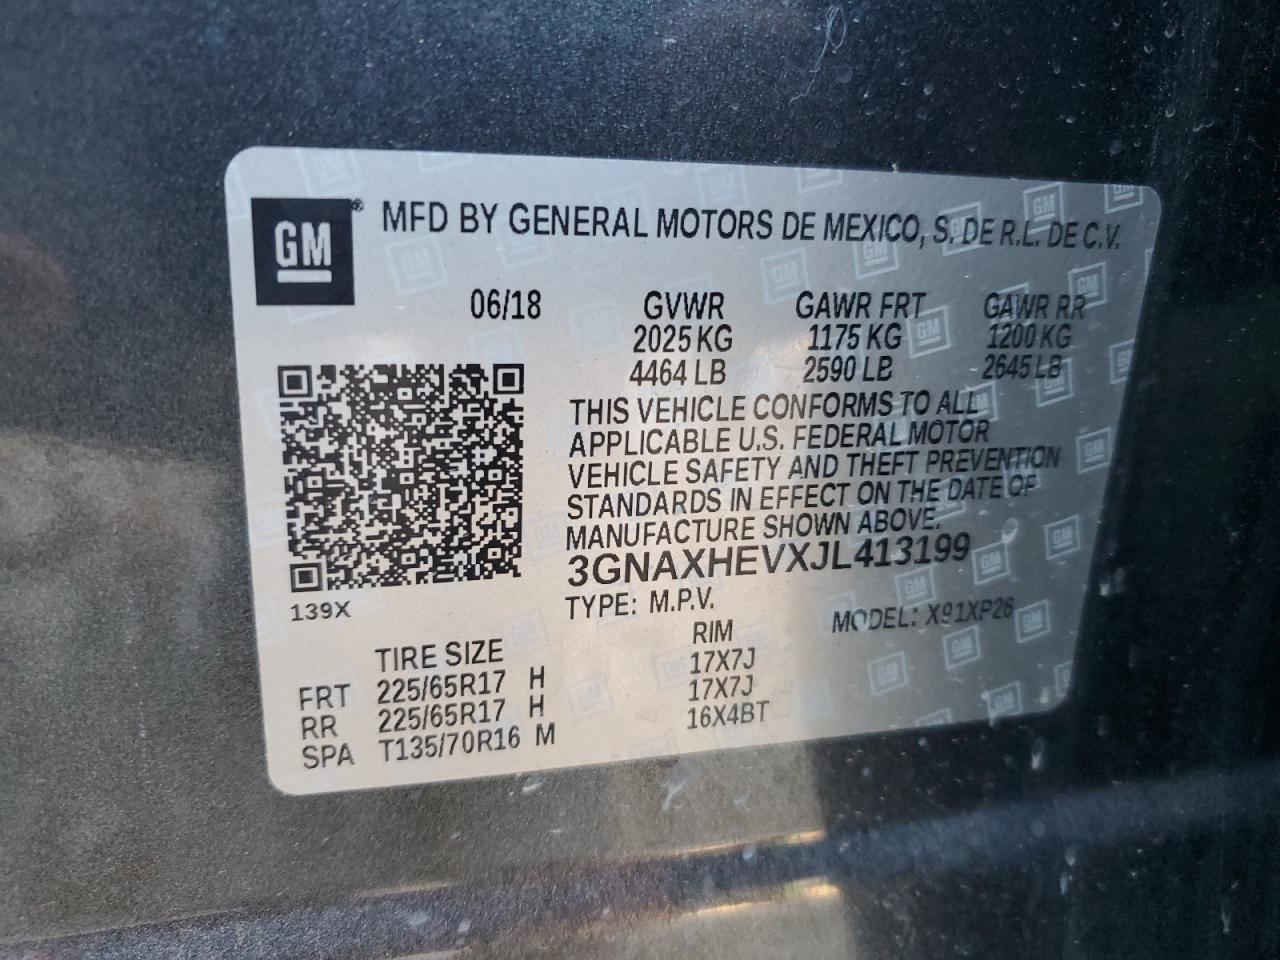 GM® MFD BY GENERAL MOTORS DE MEXICO, S. DE R.L. DE C.V.
06/18 GVWR GAWR FRT GAWR RR
2025 KG 1175 KG 1200 KG
4464 LB 2590 LB 2645 LB
THIS VEHICLE CONFORMS TO ALL
APPLICABLE U.S. FEDERAL MOTOR
VEHICLE SAFETY AND THEFT PREVENTION
STANDARDS IN EFFECT ON THE DATE OF
MANUFACTURE SHOWN ABOVE.
3GNAXHEVXJL413199
139X
TYPE: M.P.V. MODEL: X91XP26
TIRE SIZE RIM
FRT 225/65R17 H 17X7J
RR 225/65R17 H 17X7J
SPA T135/70R16 M 16X4BT